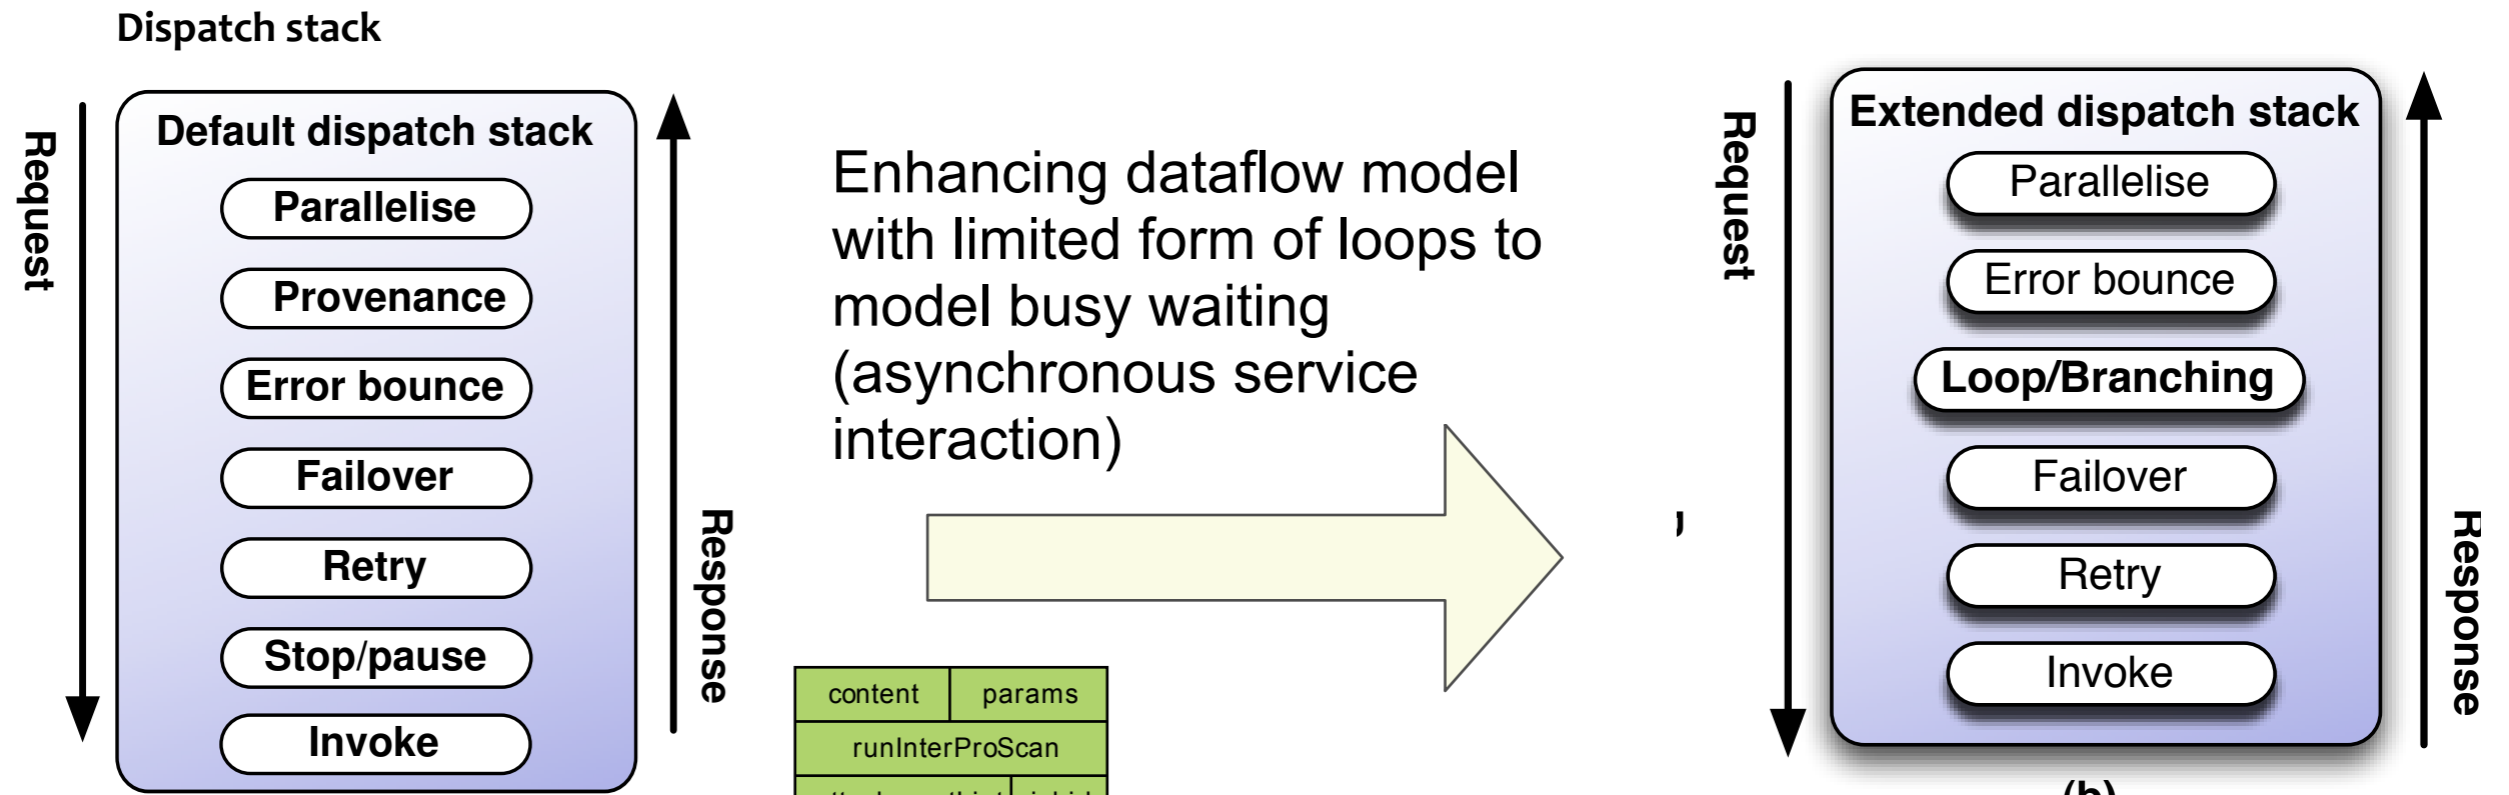 Dispatch stack
Request
Default dispatch stack
Parallelise
Provenance
Error bounce
Failover
Retry
Stop/pause
Invoke
Response
Enhancing dataflow model
with limited form of loops to
model busy waiting
(asynchronous service
interaction)
content params
runInterProScan
Request
Extended dispatch stack
Parallelise
Error bounce
Loop/Branching
Failover
Retry
Invoke
Response
(b)